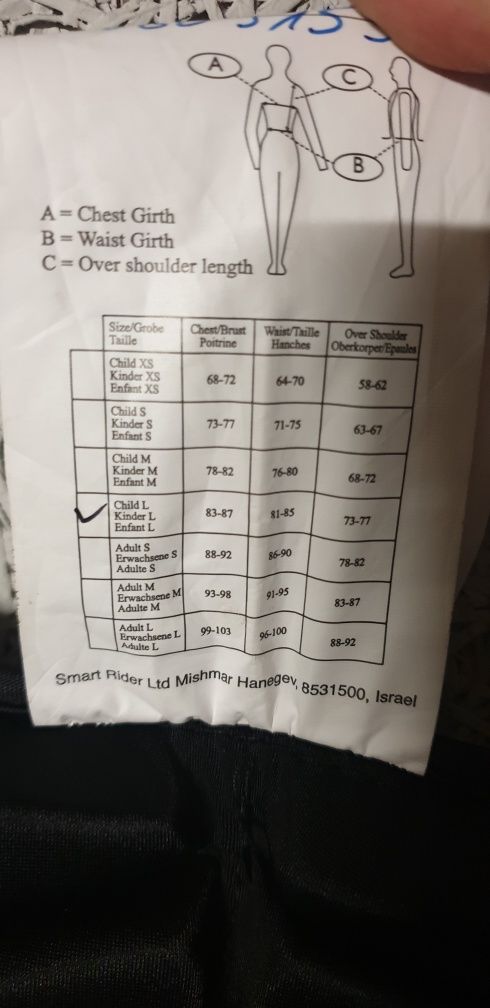 A
C
B
A = Chest Girth
B = Waist Girth
C = Over shoulder length
Size/Grobe Taille Chest/Brust Poitrine Waist/Taille Hanches Over Shoulder Oberkorper/Epaules
Child XS
Kinder XS 68-72 64-70 58-62
Enfant XS
Child S
Kinder S 73-77 71-75 63-67
Enfant S
Child M
Kinder M 78-82 76-80 68-72
Enfant M
Child L
Kinder L 83-87 81-85 73-77
Enfant L
Adult S
Erwachsene S 88-92 86-90 78-82
Adulte S
Adult M
Erwachsene M 93-98 91-95 83-87
Adulte M
Adult L
Erwachsene L 99-103 96-100 88-92
Adulte L
Smart Rider Ltd Mishmar Hanegev, 8531500, Israel